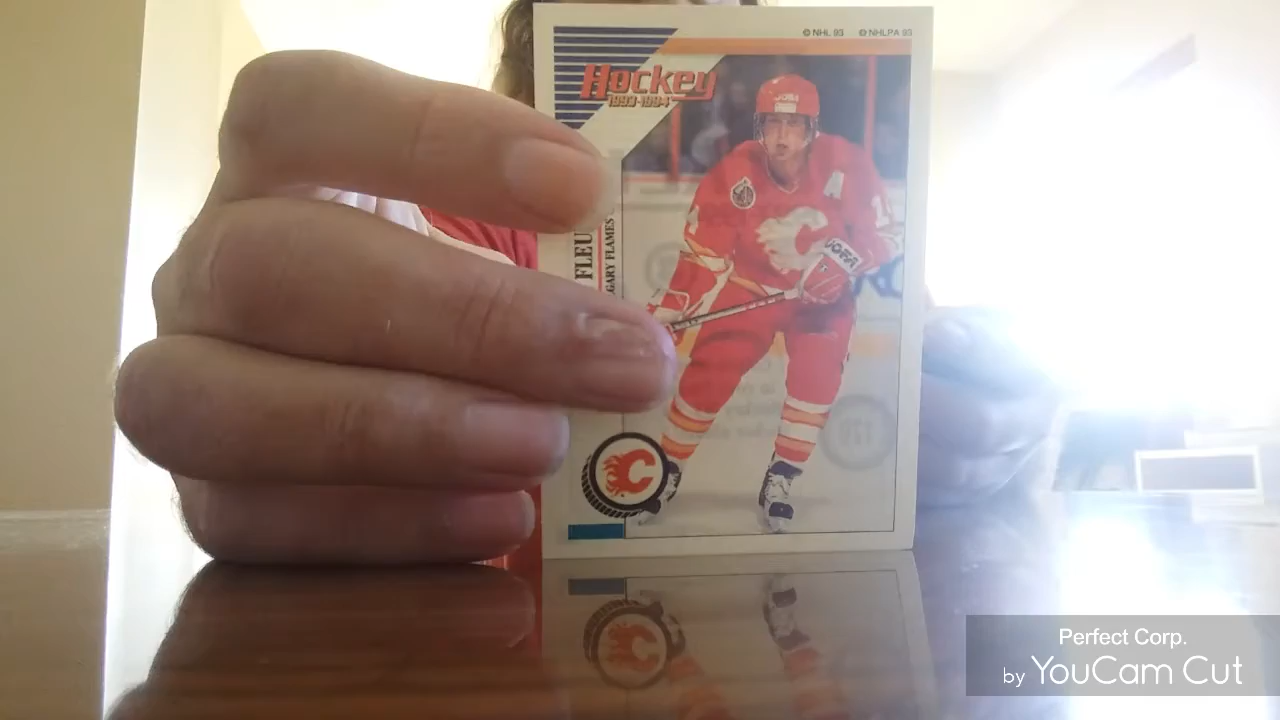 © NHL 93 © NHLPA 93
Hockey
1993-1994
JOFA
A
FLEU
GARY FLAMES
C
C
Perfect Corp.
by YouCam Cut